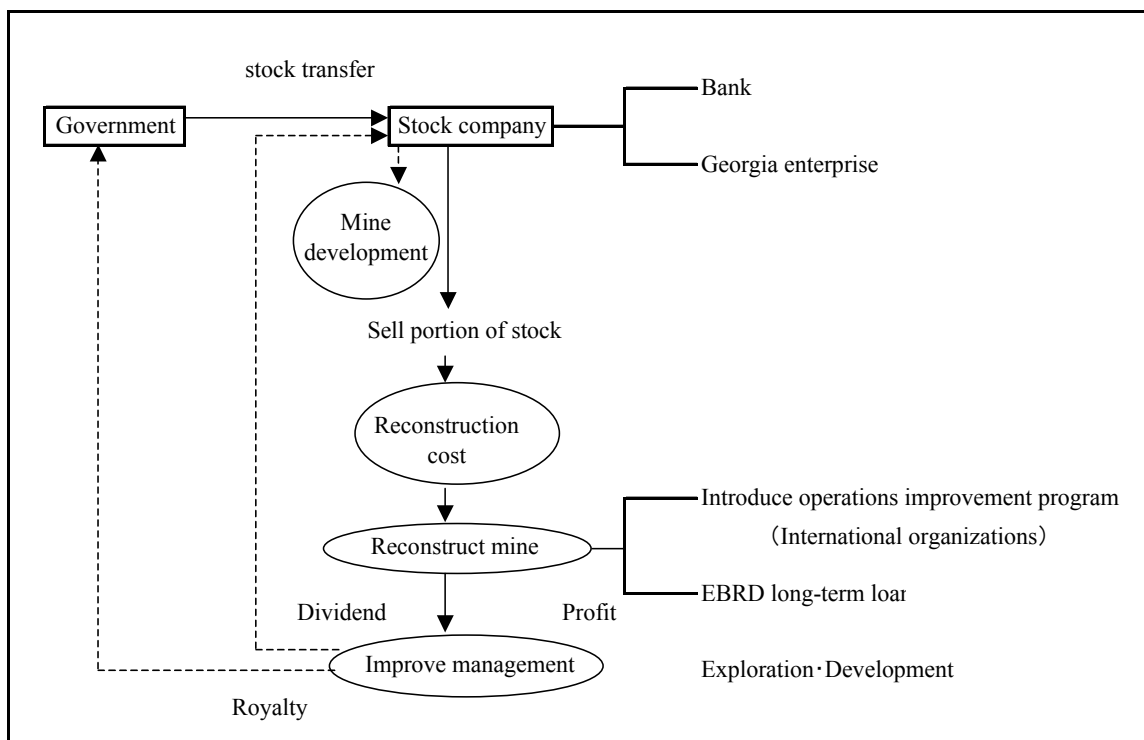 stock transfer
Government
Stock company
Bank
Georgia enterprise
Mine
development
Sell portion of stock
Reconstruction
cost
Reconstruct mine
Introduce operations improvement program
（International organizations）
EBRD long-term loar
Dividend
Profit
Improve management
Exploration･Development
Royalty